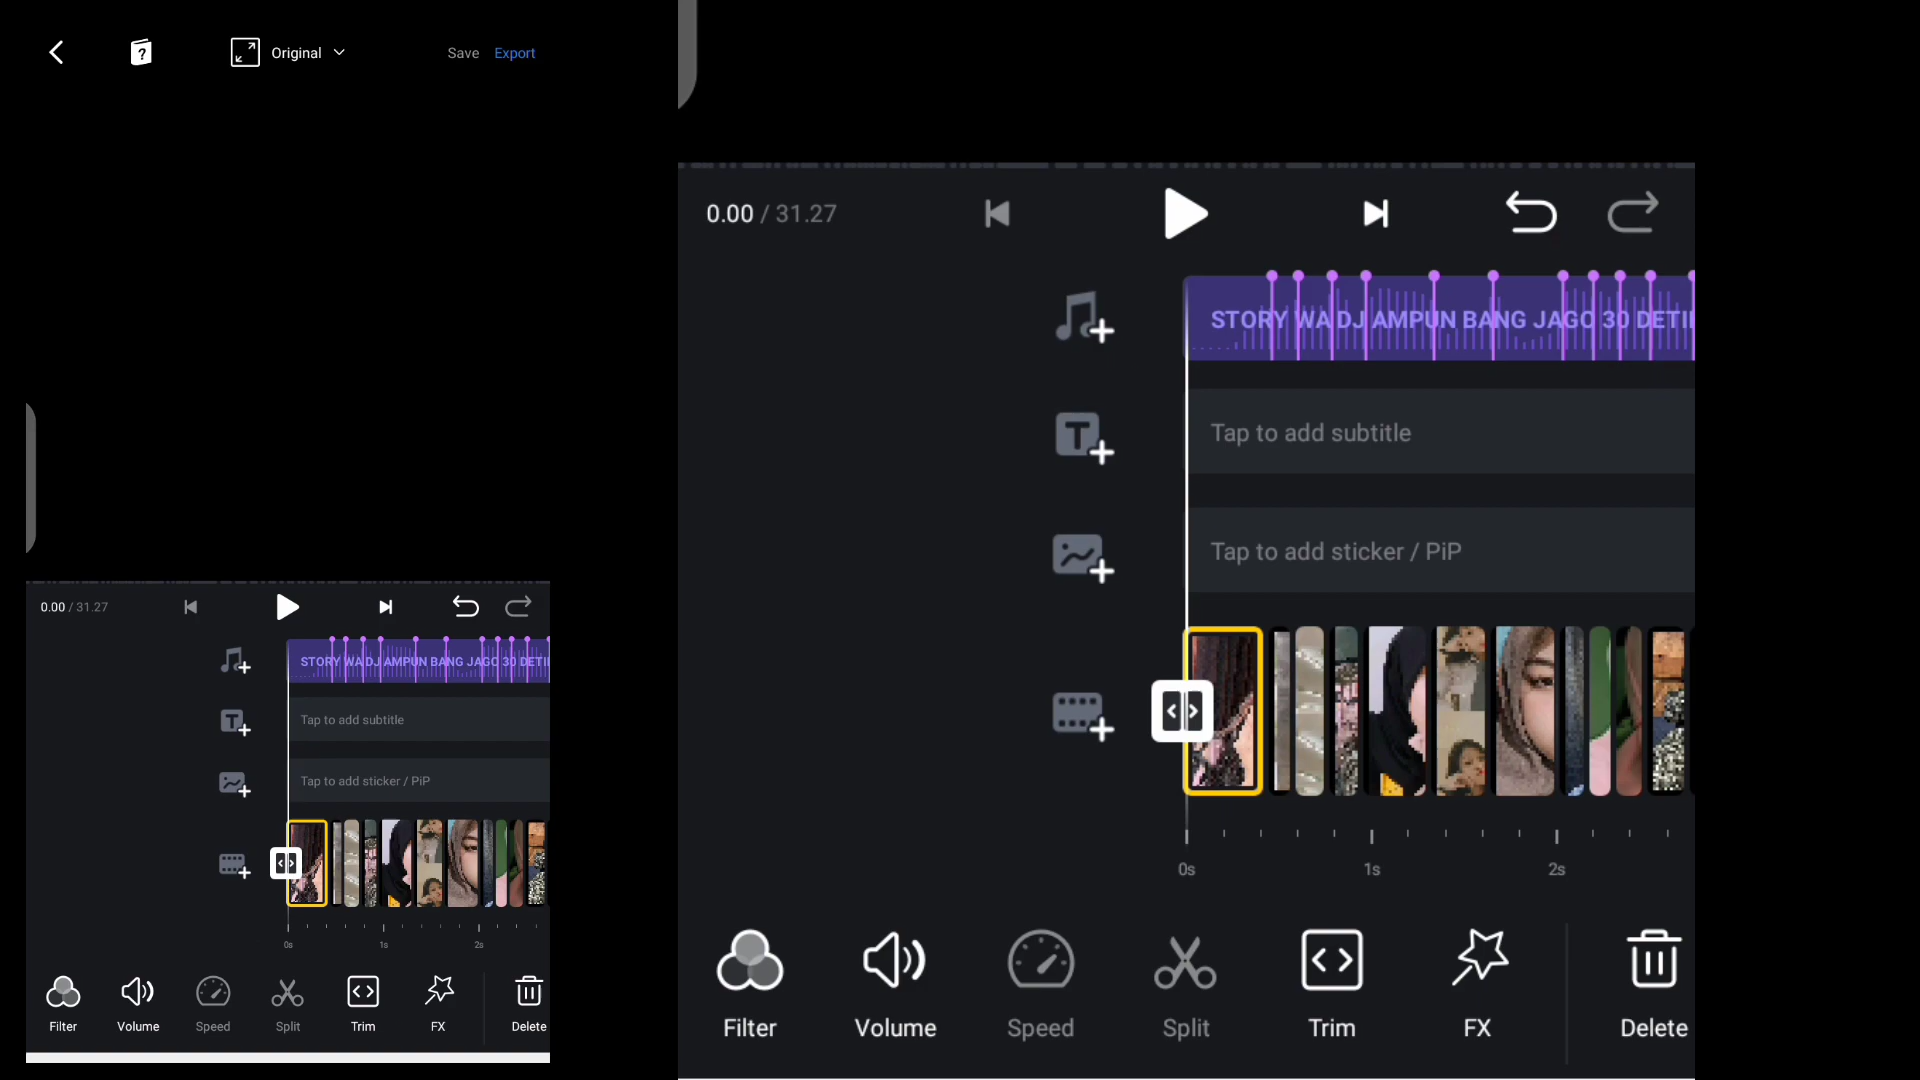 Original
Save Export
0.00 / 31.27
STORY WA DJ AMPUN BANG JAGO 30 DETI
Tap to add subtitle
Tap to add sticker / PiP
0s 1s 2s
Filter Volume Speed Split Trim FX Delete
0.00 / 31.27
STORY WA DJ AMPUN BANG JAGO 30 DETI
Tap to add subtitle
Tap to add sticker / PiP
0s 1s 2s
Filter Volume Speed Split Trim FX Delete